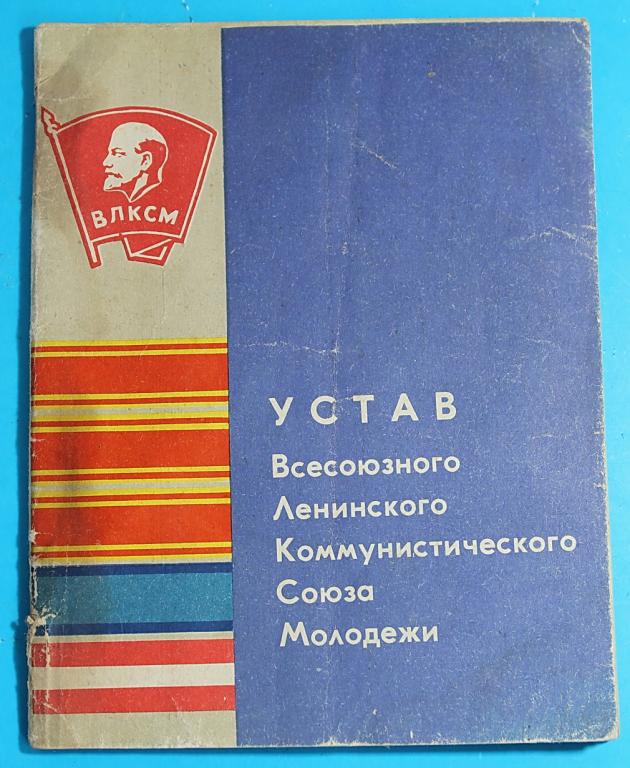 ВЛКСМ
УСТАВ
Всесоюзного
Ленинского
Коммунистического
Союза
Молодежи